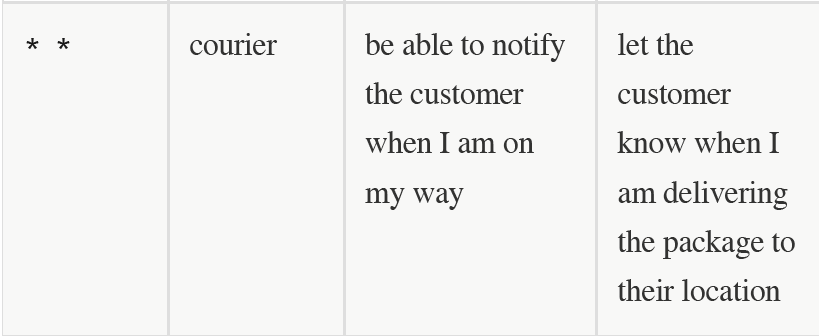 * *
courier
be able to notify
the customer
when I am on
my way
let the
customer
know when I
am delivering
the package to
their location